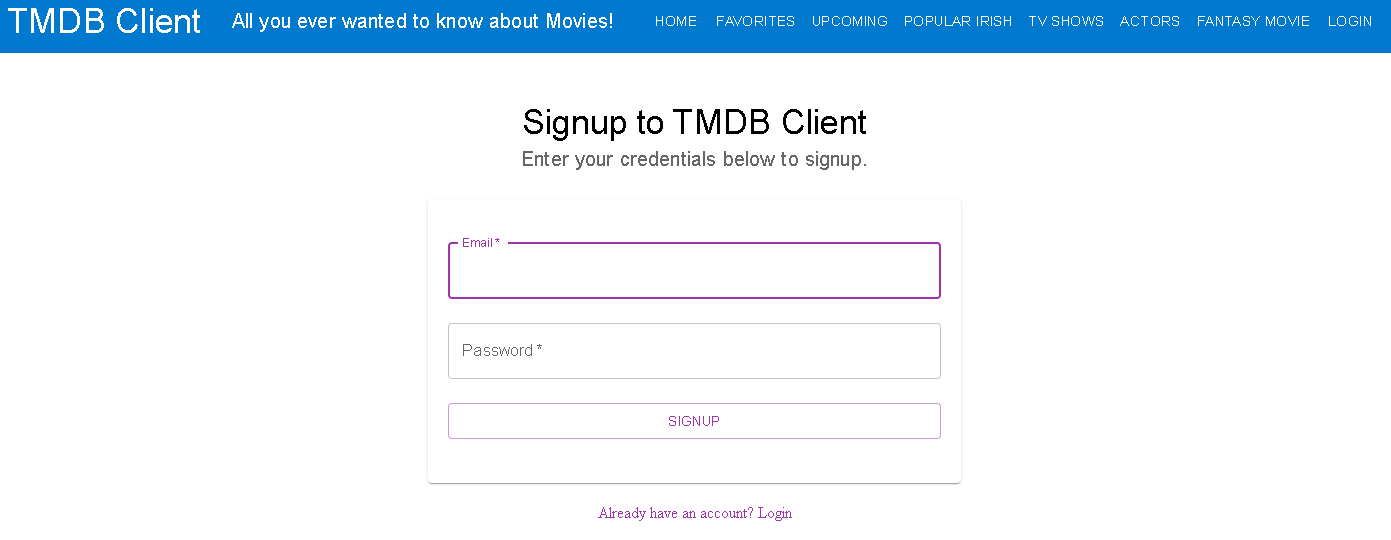 TMDB Client All you ever wanted to know about Movies! HOME FAVORITES UPCOMING POPULAR IRISH TV SHOWS ACTORS FANTASY MOVIE LOGIN
Signup to TMDB Client
Enter your credentials below to signup.
Email *
Password *
SIGNUP
Already have an account? Login